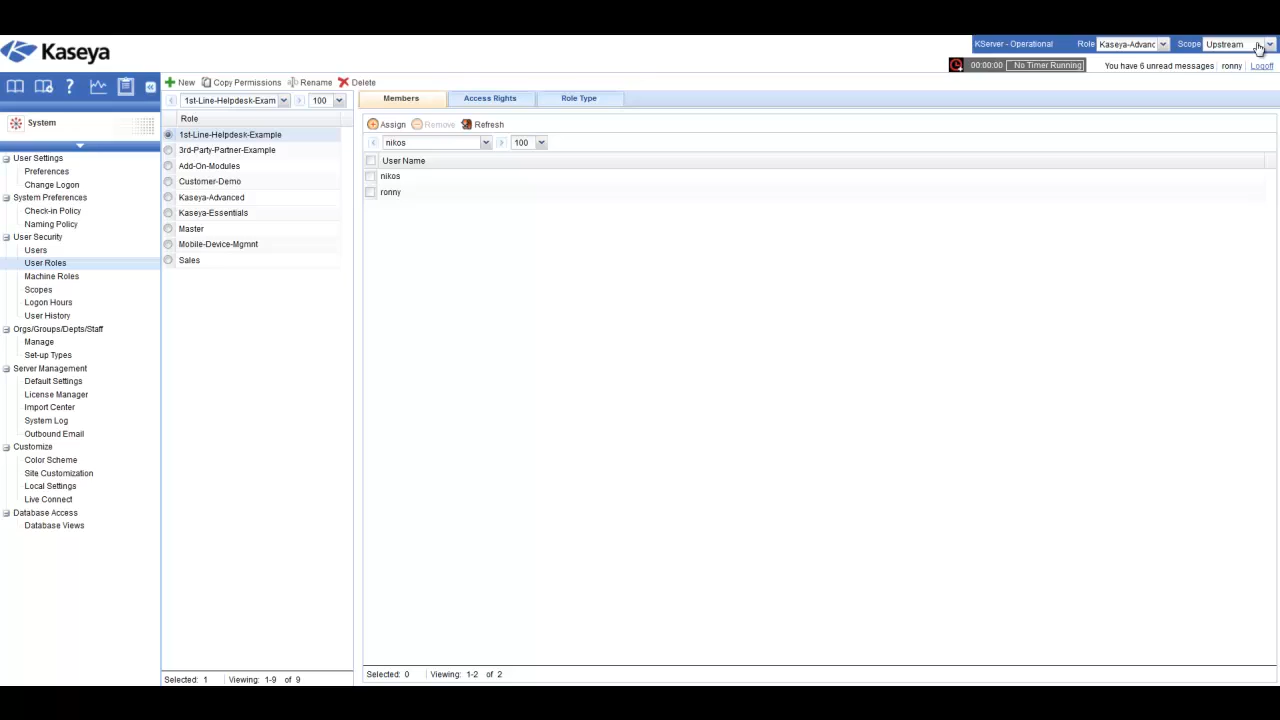 Kaseya
KServer - Operational
Role Kaseya-Advanc
Scope Upstream
00:00:00 No Timer Running
You have 6 unread messages ronny Logoff
System
User Settings
Preferences
Change Logon
System Preferences
Check-in Policy
Naming Policy
User Security
Users
User Roles
Machine Roles
Scopes
Logon Hours
User History
Orgs/Groups/Depts/Staff
Manage
Set-up Types
Server Management
Default Settings
License Manager
Import Center
System Log
Outbound Email
Customize
Color Scheme
Site Customization
Local Settings
Live Connect
Database Access
Database Views
New Copy Permissions Rename Delete
1st-Line-Helpdesk-Exam 100
Role
1st-Line-Helpdesk-Example
3rd-Party-Partner-Example
Add-On-Modules
Customer-Demo
Kaseya-Advanced
Kaseya-Essentials
Master
Mobile-Device-Mgmnt
Sales
Selected: 1 Viewing: 1-9 of 9
Members Access Rights Role Type
Assign Remove Refresh
nikos 100
User Name
nikos
ronny
Selected: 0 Viewing: 1-2 of 2